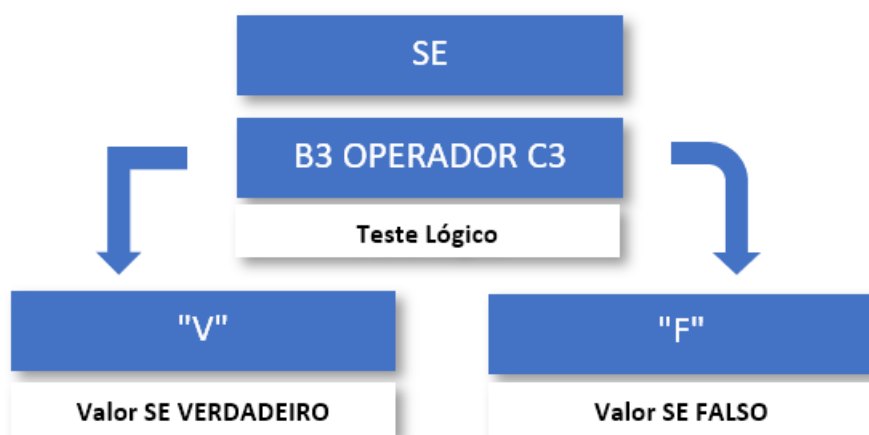 SE
B3 OPERADOR C3
Teste Lógico
"V"
"F"
Valor SE VERDADEIRO
Valor SE FALSO